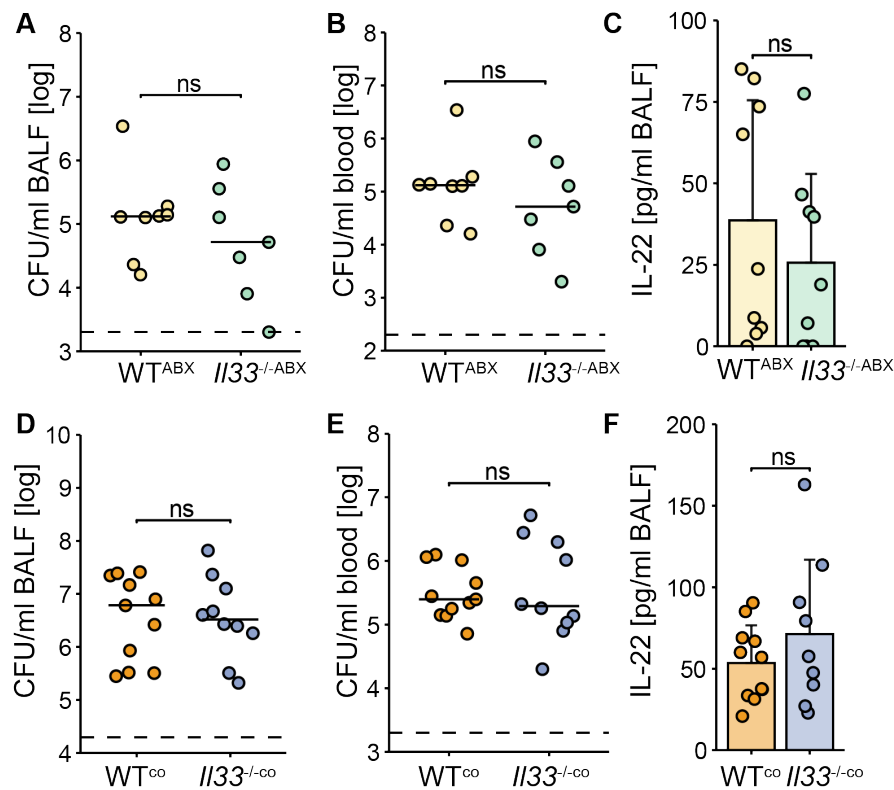 A
CFU/ml BALF [log]
8
7
6
5
4
3
ns
WTABX
Il33-/-ABX
B
CFU/ml blood [log]
8
7
6
5
4
3
2
ns
WTABX
Il33-/-ABX
C
IL-22 [pg/ml BALF]
100
75
50
25
0
ns
WTABX
Il33-/-ABX
D
CFU/ml BALF [log]
10
9
8
7
6
5
4
ns
WTco
Il33-/-co
E
CFU/ml blood [log]
8
7
6
5
4
3
ns
WTco
Il33-/-co
F
IL-22 [pg/ml BALF]
200
150
100
50
0
ns
WTco
Il33-/-co